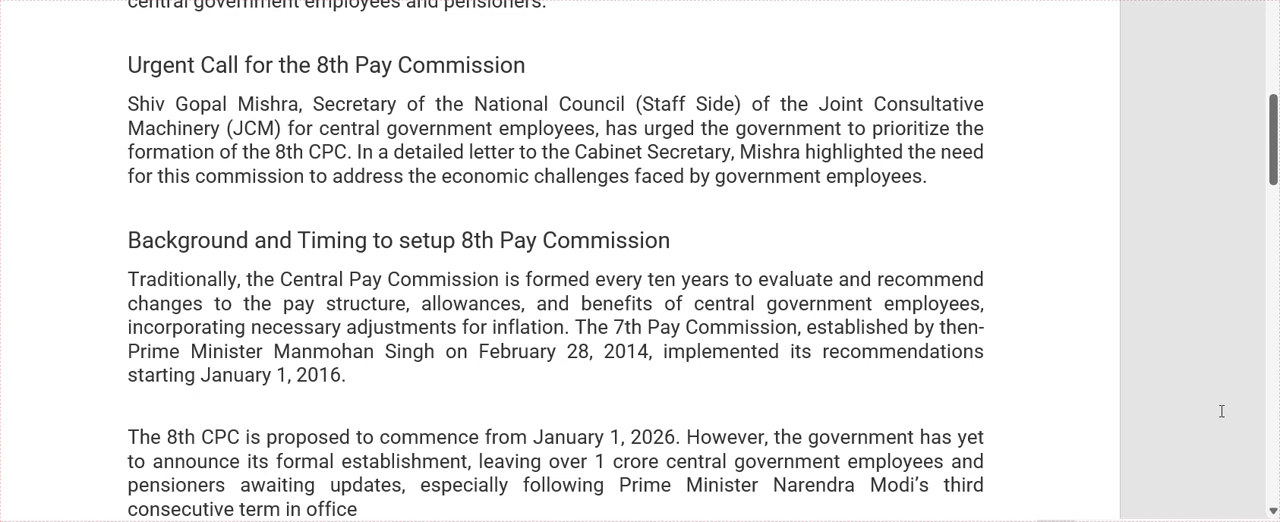 central government employees and pensioners.
Urgent Call for the 8th Pay Commission
Shiv Gopal Mishra, Secretary of the National Council (Staff Side) of the Joint Consultative
Machinery (JCM) for central government employees, has urged the government to prioritize the
formation of the 8th CPC. In a detailed letter to the Cabinet Secretary, Mishra highlighted the need
for this commission to address the economic challenges faced by government employees.
Background and Timing to setup 8th Pay Commission
Traditionally, the Central Pay Commission is formed every ten years to evaluate and recommend
changes to the pay structure, allowances, and benefits of central government employees,
incorporating necessary adjustments for inflation. The 7th Pay Commission, established by then-
Prime Minister Manmohan Singh on February 28, 2014, implemented its recommendations
starting January 1, 2016.
The 8th CPC is proposed to commence from January 1, 2026. However, the government has yet
to announce its formal establishment, leaving over 1 crore central government employees and
pensioners awaiting updates, especially following Prime Minister Narendra Modi’s third
consecutive term in office